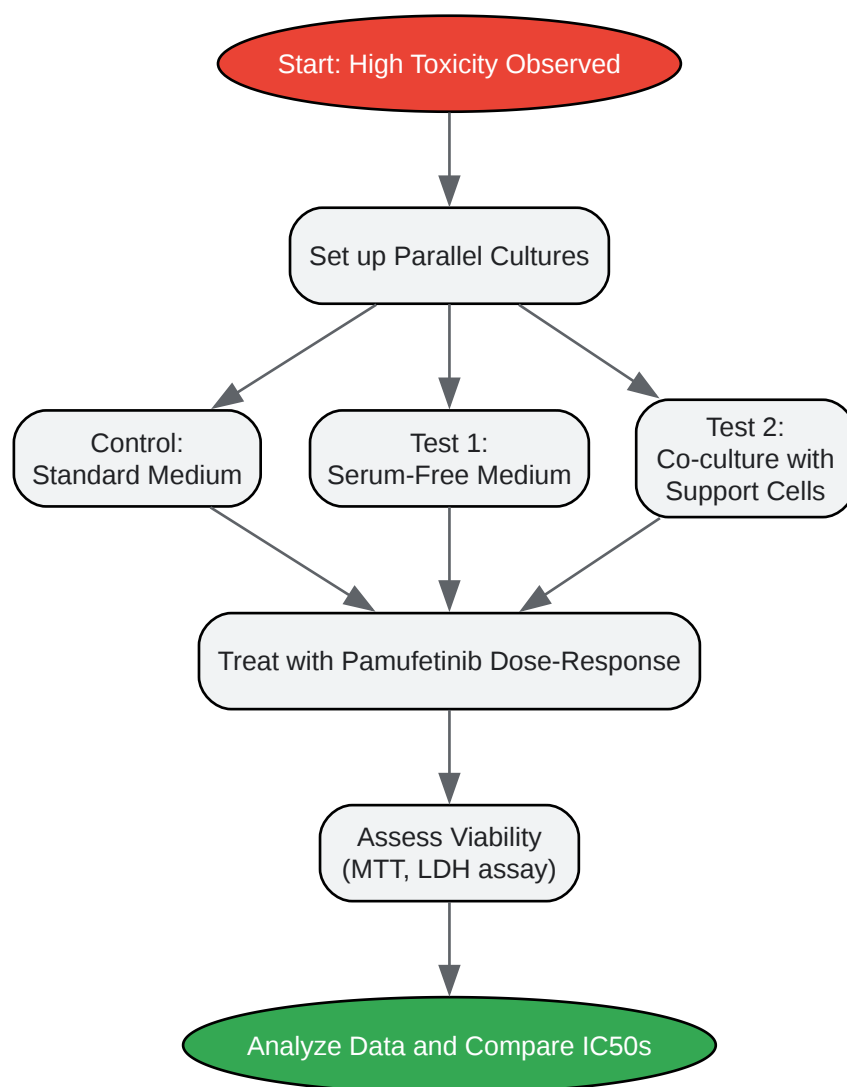 Start: High Toxicity Observed
Set up Parallel Cultures
Control:
Standard Medium
Test 1:
Serum-Free Medium
Test 2:
Co-culture with
Support Cells
Treat with Pamufetinib Dose-Response
Assess Viability
(MTT, LDH assay)
Analyze Data and Compare IC50s